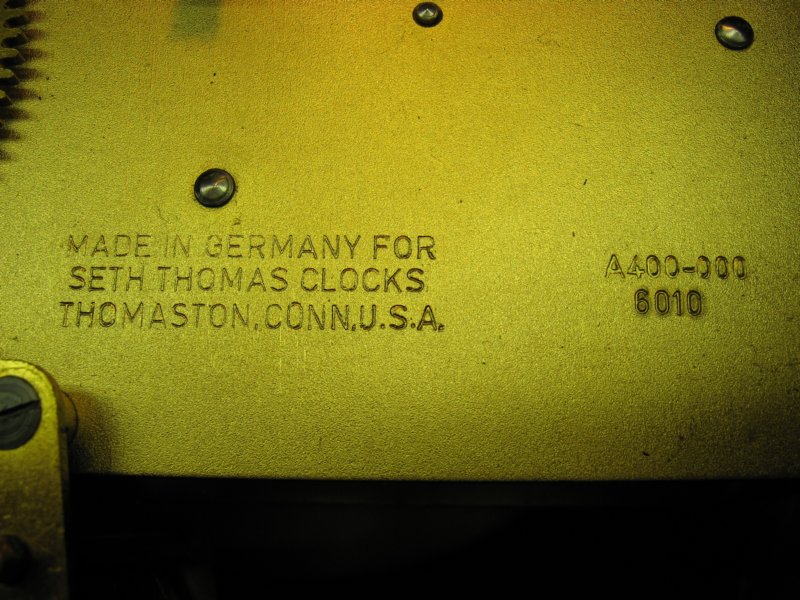 MADE IN GERMANY FOR
SETH THOMAS CLOCKS
THOMASTON, CONN, U.S.A.
A400-000
6010